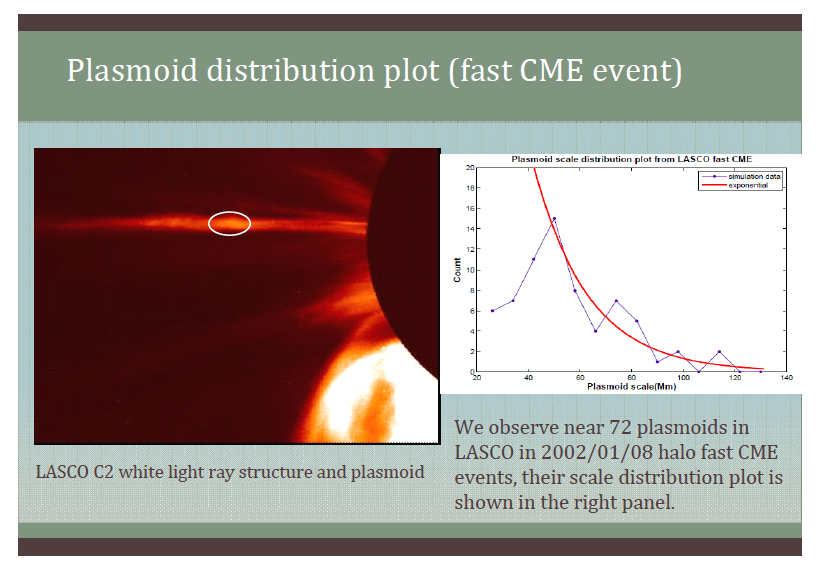 Plasmoid distribution plot (fast CME event)
Plasmoid scale distribution plot from LASCO fast CME
simulation data
exponential
20
18
16
14
12
10
8
6
4
2
0
Count
20 40 60 80 100 120 140
Plasmoid scale(Mm)
LASCO C2 white light ray structure and plasmoid
We observe near 72 plasmoids in
LASCO in 2002/01/08 halo fast CME
events, their scale distribution plot is
shown in the right panel.